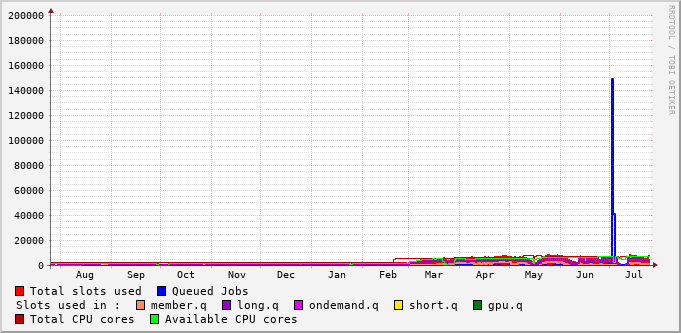 200000
180000
160000
140000
120000
100000
80000
60000
40000
20000
0
Aug Sep Oct Nov Dec Jan Feb Mar Apr May Jun Jul
Total slots used Queued Jobs
Slots used in : member.q long.q ondemand.q short.q gpu.q
Total CPU cores Available CPU cores
RRDTOOL / TOBI OETIKER